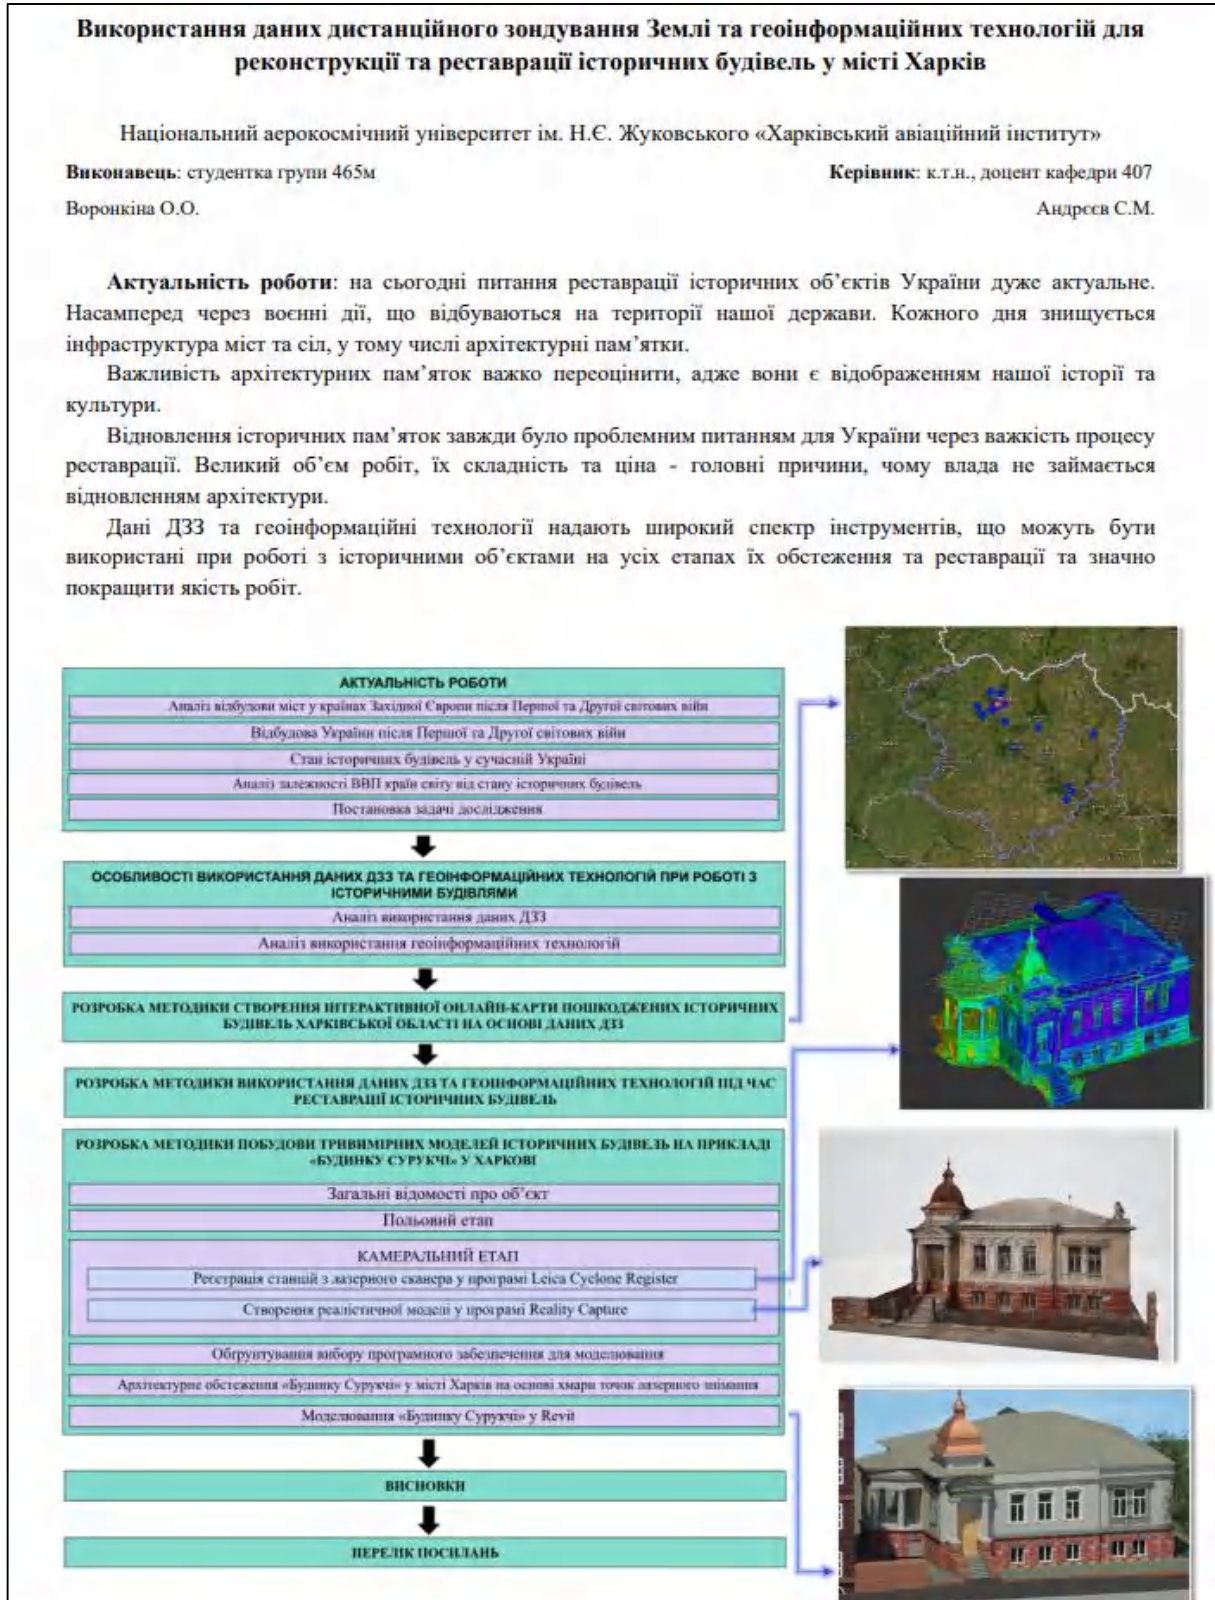 Використання даних дистанційного зондування Землі та геоінформаційних технологій для
реконструкції та реставрації історичних будівель у місті Харків
Національний аерокосмічний університет ім. Н.Є. Жуковського «Харківський авіаційний інститут»
Виконавець: студентка групи 465м
Керівник: к.т.н., доцент кафедри 407
Воронкіна О.О.
Андрєєв С.М.
Актуальність роботи: на сьогодні питання реставрації історичних об’єктів України дуже актуальне.
Насамперед через воєнні дії, що відбуваються на території нашої держави. Кожного дня знищується
інфраструктура міст та сіл, у тому числі архітектурні пам’ятки.
Важливість архітектурних пам’яток важко переоцінити, адже вони є відображенням нашої історії та
культури.
Відновлення історичних пам’яток завжди було проблемним питанням для України через важкість процесу
реставрації. Великий об’єм робіт, їх складність та ціна - головні причини, чому влада не займається
відновленням архітектури.
Дані ДЗЗ та геоінформаційні технології надають широкий спектр інструментів, що можуть бути
використані при роботі з історичними об’єктами на усіх етапах їх обстеження та реставрації та значно
покращити якість робіт.
АКТУАЛЬНІСТЬ РОБОТИ
Аналіз відбудови міст у країнах Західної Європи після Першої та Другої світових війн
Відбудова України після Першої та Другої світових війн
Стан історичних будівель у сучасній Україні
Аналіз залежності ВВП країн світу від стану історичних будівель
Постановка задачі дослідження
ОСОБЛИВОСТІ ВИКОРИСТАННЯ ДАНИХ ДЗЗ ТА ГЕОІНФОРМАЦІЙНИХ ТЕХНОЛОГІЙ ПРИ РОБОТІ З
ІСТОРИЧНИМИ БУДІВЛЯМИ
Аналіз використання даних ДЗЗ
Аналіз використання геоінформаційних технологій
РОЗРОБКА МЕТОДИКИ СТВОРЕННЯ ІНТЕРАКТИВНОЇ ОНЛАЙН-КАРТИ ПОШКОДЖЕНИХ ІСТОРИЧНИХ
БУДІВЕЛЬ ХАРКІВСЬКОЇ ОБЛАСТІ НА ОСНОВІ ДАНИХ ДЗЗ
РОЗРОБКА МЕТОДИКИ ВИКОРИСТАННЯ ДАНИХ ДЗЗ ТА ГЕОІНФОРМАЦІЙНИХ ТЕХНОЛОГІЙ ПІД ЧАС
РЕСТАВРАЦІЇ ІСТОРИЧНИХ БУДІВЕЛЬ
РОЗРОБКА МЕТОДИКИ ПОБУДОВИ ТРИВИМІРНИХ МОДЕЛЕЙ ІСТОРИЧНИХ БУДІВЕЛЬ НА ПРИКЛАДІ
«БУДИНКУ СУРУКЧІ» У ХАРКОВІ
Загальні відомості про об’єкт
Польовий етап
КАМЕРАЛЬНИЙ ЕТАП
Реєстрація станцій з лазерного сканера у програмі Leica Cyclone Register
Створення реалістичної моделі у програмі Reality Capture
Обґрунтування вибору програмного забезпечення для моделювання
Архітектурне обстеження «Будинку Сурукчі» у місті Харків на основі хмари точок лазерного знімання
Моделювання «Будинку Сурукчі» у Revit
ВИСНОВКИ
ПЕРЕЛІК ПОСИЛАНЬ